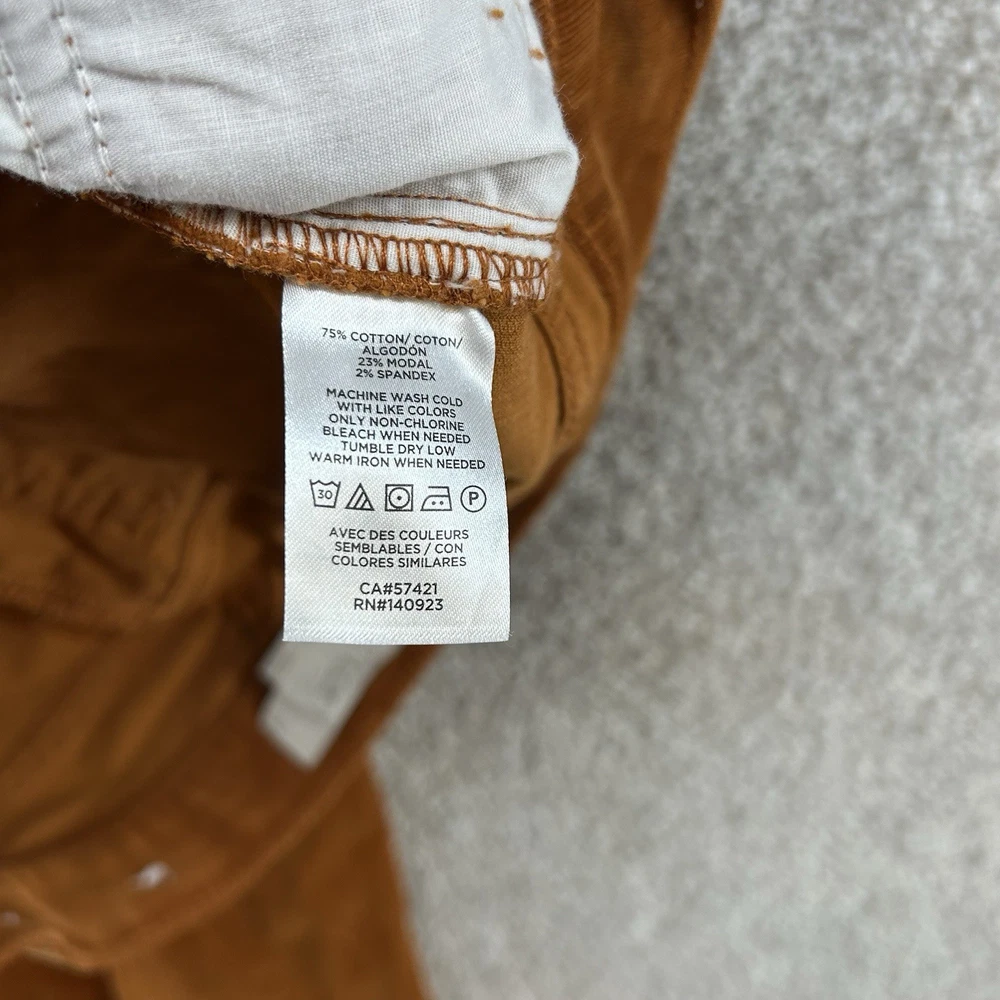 75% COTTON/ COTON/
ALGODÓN
23% MODAL
2% SPANDEX
MACHINE WASH COLD
WITH LIKE COLORS
ONLY NON-CHLORINE
BLEACH WHEN NEEDED
TUMBLE DRY LOW
WARM IRON WHEN NEEDED
30 P
AVEC DES COULEURS
SEMBLABLES / CON
COLORES SIMILARES
CA#57421
RN#140923